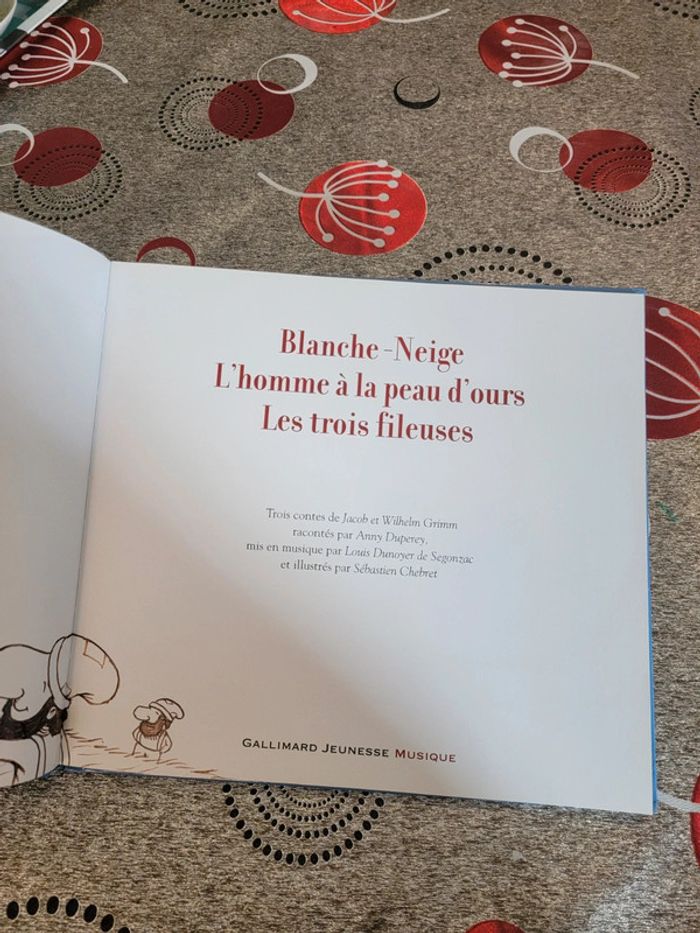 Blanche-Neige
L'homme à la peau d'ours
Les trois fileuses
Trois contes de Jacob et Wilhelm Grimm
racontés par Anny Duperey,
mis en musique par Louis Dunoyer de Segonzac
et illustrés par Sébastien Chebret
GALLIMARD JEUNESSE MUSIQUE